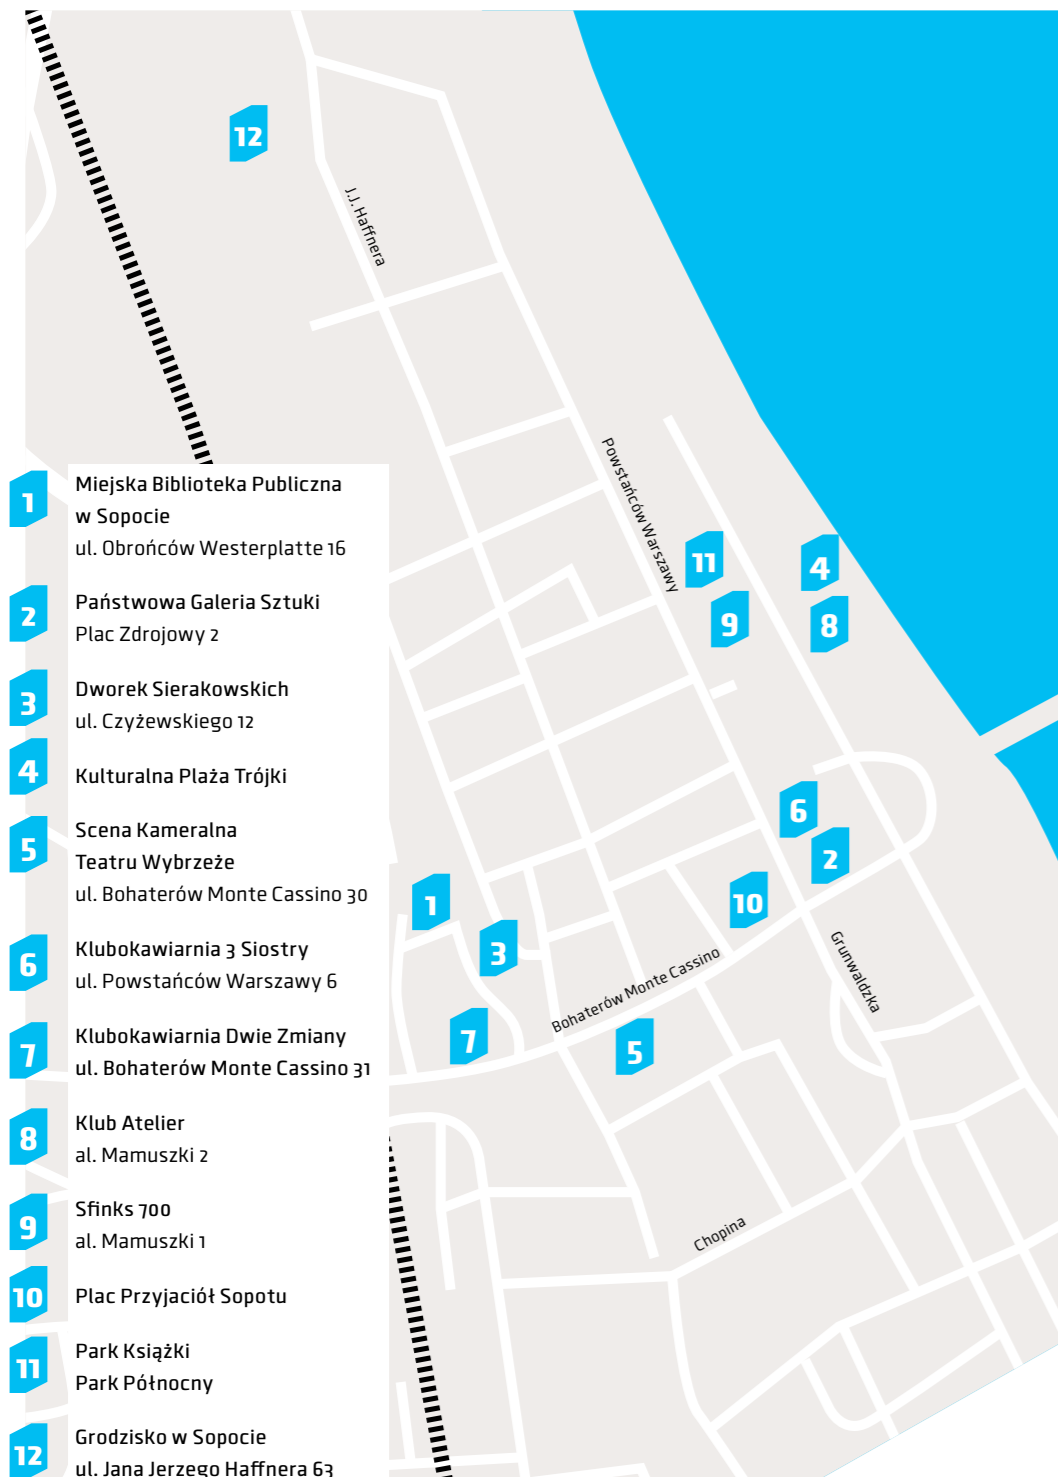 12
J.J. Haffnera
Powstańców Warszawy
11
4
9
8
6
2
10
1
3
Bohaterów Monte Cassino
Grunwaldzka
7
5
Chopina
1
Miejska Biblioteka Publiczna
w Sopocie
ul. Obrońców Westerplatte 16
2
Państwowa Galeria Sztuki
Plac Zdrojowy 2
3
Dworek Sierakowskich
ul. Czyżewskiego 12
4
Kulturalna Plaża Trójki
5
Scena Kameralna
Teatru Wybrzeże
ul. Bohaterów Monte Cassino 30
6
Klubokawiarnia 3 Siostry
ul. Powstańców Warszawy 6
7
Klubokawiarnia Dwie Zmiany
ul. Bohaterów Monte Cassino 31
8
Klub Atelier
al. Mamuszki 2
9
Sfinks 700
al. Mamuszki 1
10
Plac Przyjaciół Sopotu
11
Park Książki
Park Północny
12
Grodzisko w Sopocie
ul. Jana Jerzego Haffnera 63